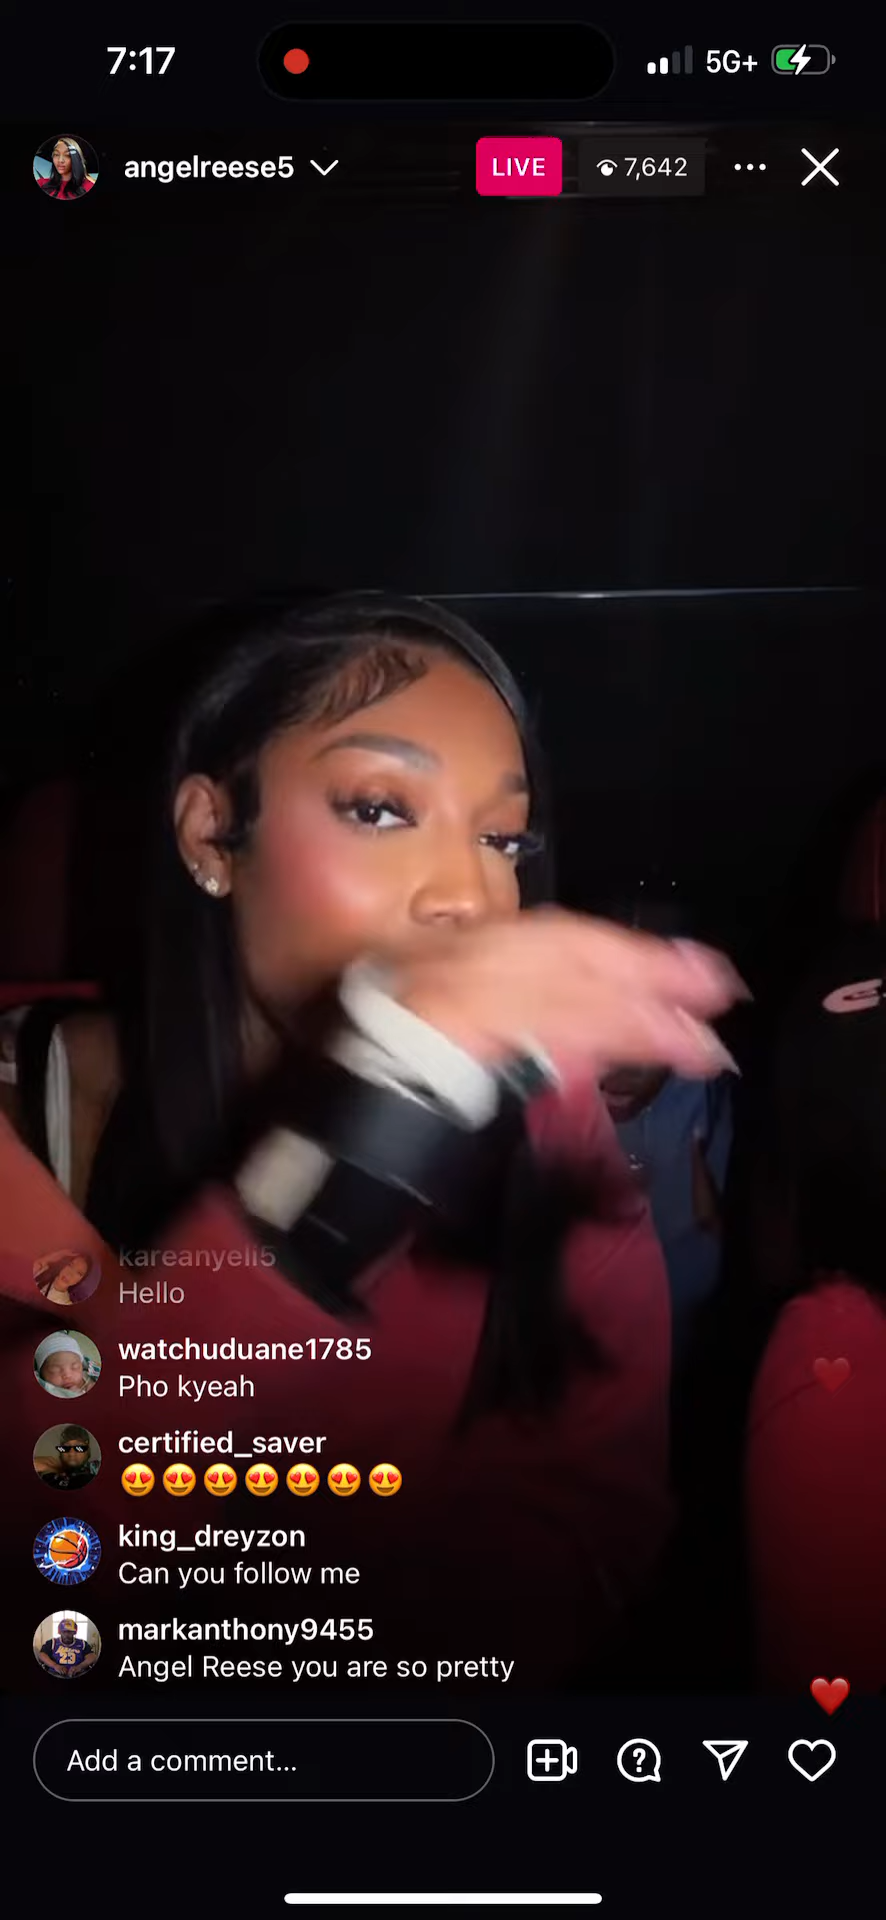 7:17
5G+
angelreese5
LIVE
7,642
kareanyeli5
Hello
watchuduane1785
Pho kyeah
certified_saver
😍😍😍😍😍😍😍
king_dreyzon
Can you follow me
markanthony9455
Angel Reese you are so pretty
Add a comment...